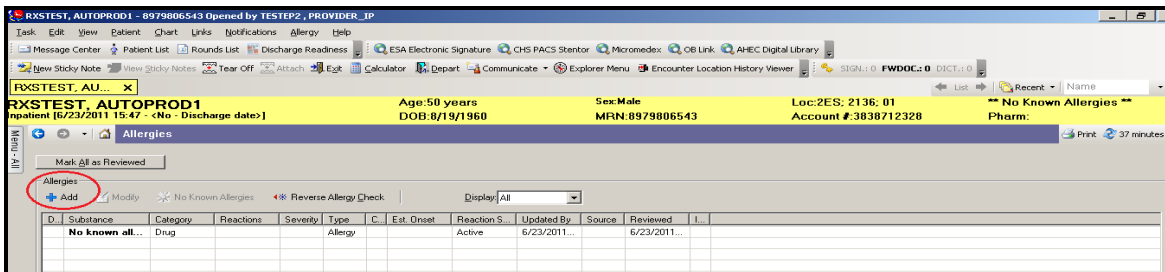 RXSTEST, AUTOPROD1 - 8979806543 Opened by TESTEP2 , PROVIDER_IP
Task Edit View Patient Chart Links Notifications Allergy Help
Message Center Patient List Rounds List Discharge Readiness ESA Electronic Signature CHS PACS Stentor Micromedex OB Link AHEC Digital Library
New Sticky Note View Sticky Notes Tear Off Attach Exit Calculator Depart Communicate Explorer Menu Encounter Location History Viewer SIGN.: 0 FWDOC.: 0 DICT.: 0
RXSTEST, AU... x List Recent Name
RXSTEST, AUTOPROD1 Age:50 years Sex:Male Loc:2ES; 2136; 01 ** No Known Allergies **
Inpatient [6/23/2011 15:47 - <No - Discharge date>] DOB:8/19/1960 MRN:8979806543 Account #:3838712328 Pharm:
Menu - All Allergies Print 37 minutes
Mark All as Reviewed
Allergies
Add Modify No Known Allergies Reverse Allergy Check Display: All
D... Substance Category Reactions Severity Type C... Est. Onset Reaction S... Updated By Source Reviewed I...
No known all... Drug Allergy Active 6/23/2011... 6/23/2011...